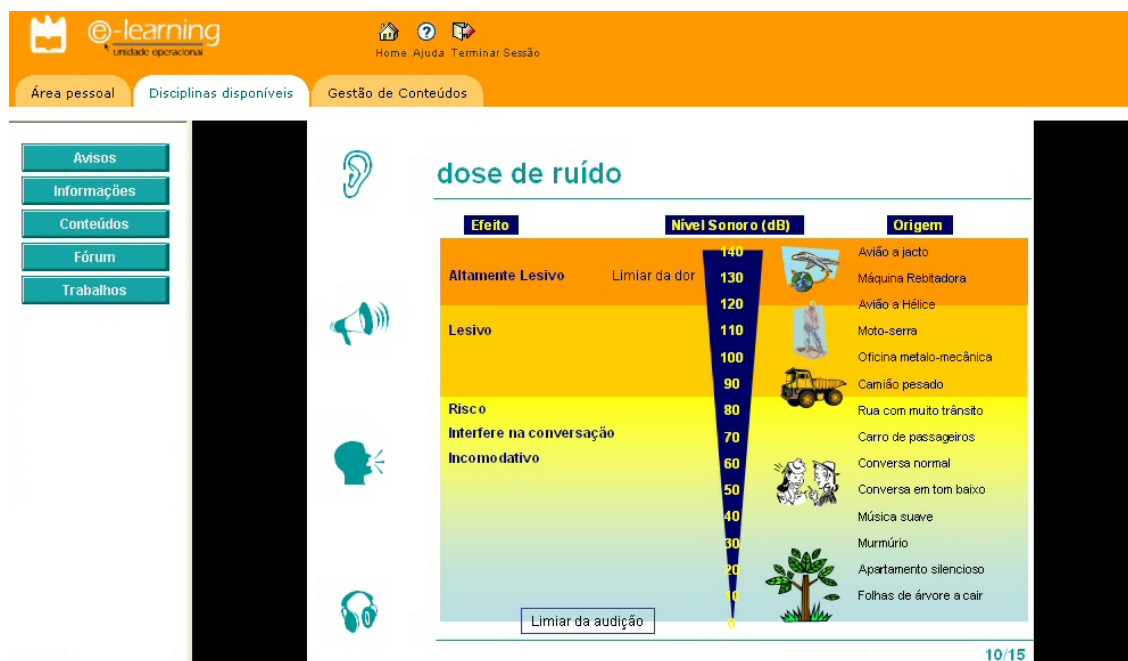 e-learning
unidade operacional
Home Ajuda Terminar Sessão
Área pessoal Disciplinas disponíveis Gestão de Conteúdos
Avisos
Informações
Conteúdos
Fórum
Trabalhos
dose de ruído
Efeito Nível Sonoro (dB) Origem
140 Avião a jacto
Altamente Lesivo Limiar da dor 130 Máquina Rebitadora
120 Avião a Hélice
Lesivo 110 Moto-serra
100 Oficina metalo-mecânica
90 Camião pesado
Risco 80 Rua com muito trânsito
Interfere na conversação 70 Carro de passageiros
Incomodativo 60 Conversa normal
50 Conversa em tom baixo
40 Música suave
30 Murmúrio
20 Apartamento silencioso
10 Folhas de árvore a cair
Limiar da audição 0
10/15